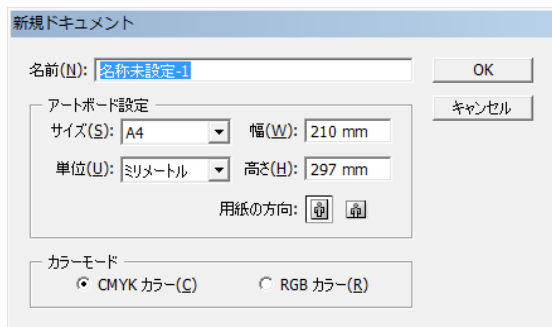 新規ドキュメント
名前(N): 名称未設定-1
OK
キャンセル
アートボード設定
サイズ(S): A4 幅(W): 210 mm
単位(U): ミリメートル 高さ(H): 297 mm
用紙の方向:
カラーモード
CMYK カラー(C) RGB カラー(R)